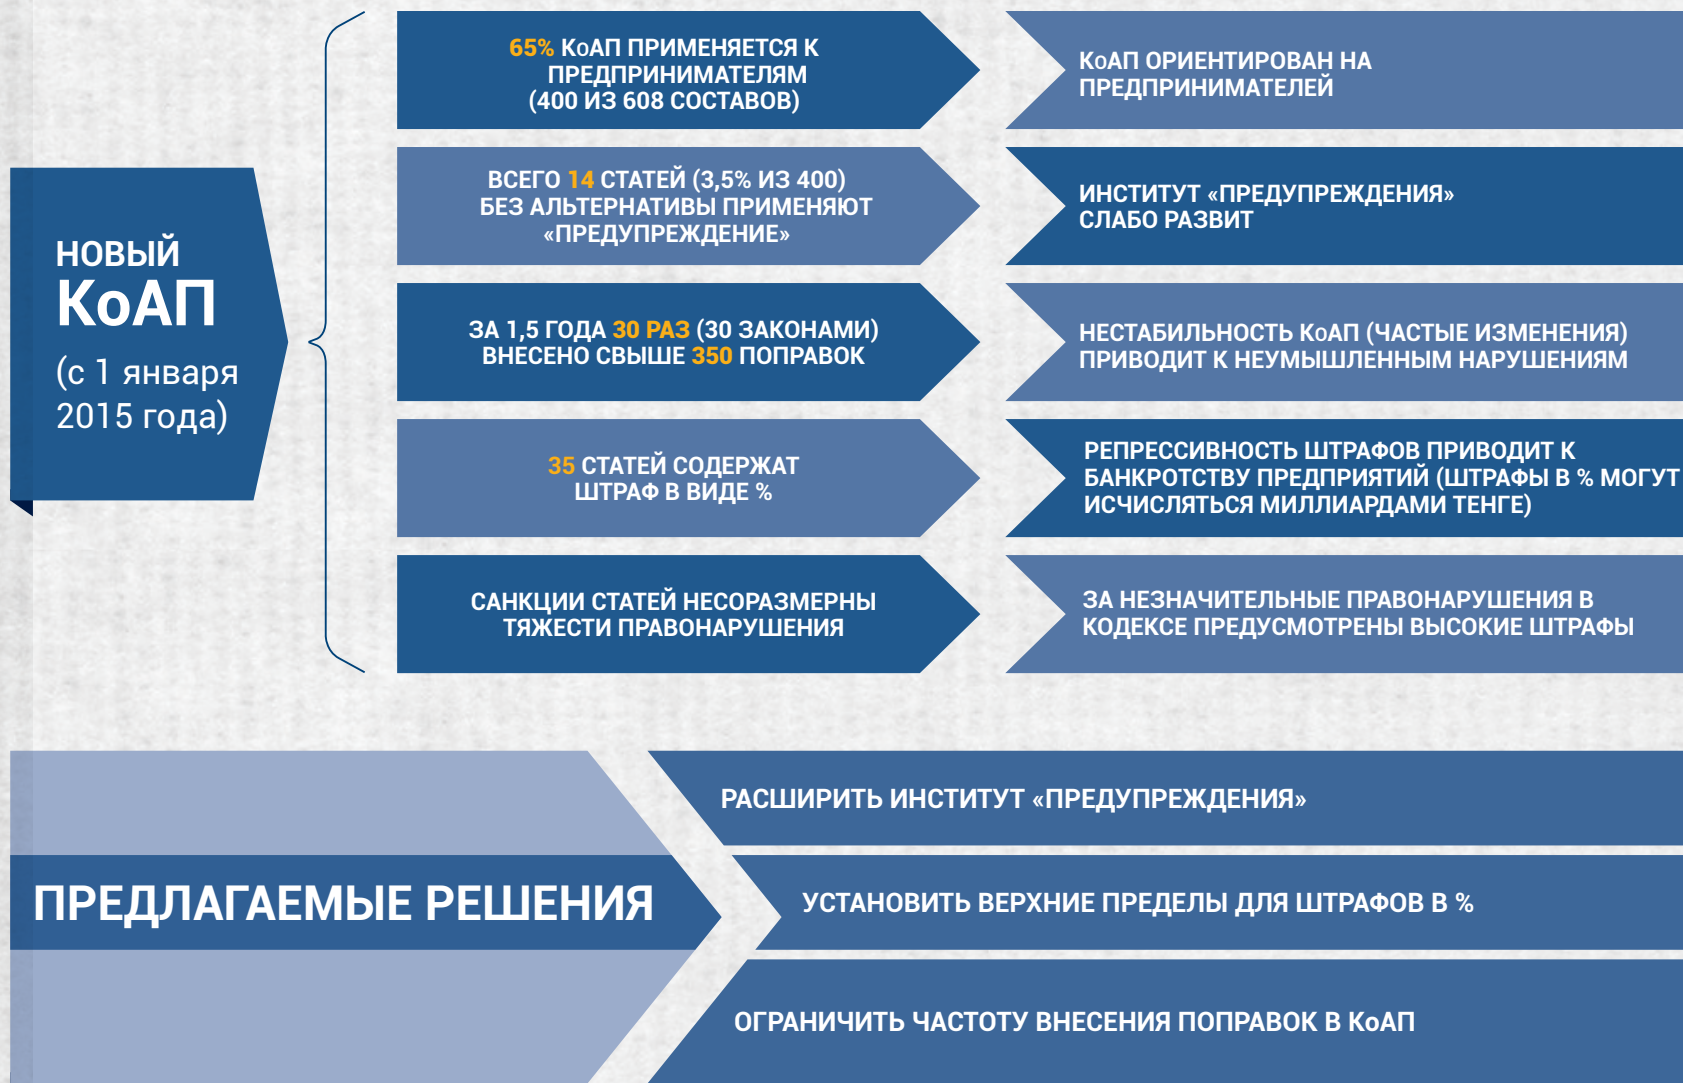 НОВЫЙ
КоАП
(с 1 января
2015 года)
65% КоАП ПРИМЕНЯЕТСЯ К
ПРЕДПРИНИМАТЕЛЯМ
(400 ИЗ 608 СОСТАВОВ)
КоАП ОРИЕНТИРОВАН НА
ПРЕДПРИНИМАТЕЛЕЙ
ВСЕГО 14 СТАТЕЙ (3,5% ИЗ 400)
БЕЗ АЛЬТЕРНАТИВЫ ПРИМЕНЯЮТ
«ПРЕДУПРЕЖДЕНИЕ»
ИНСТИТУТ «ПРЕДУПРЕЖДЕНИЯ»
СЛАБО РАЗВИТ
ЗА 1,5 ГОДА 30 РАЗ (30 ЗАКОНАМИ)
ВНЕСЕНО СВЫШЕ 350 ПОПРАВОК
НЕСТАБИЛЬНОСТЬ КоАП (ЧАСТЫЕ ИЗМЕНЕНИЯ)
ПРИВОДИТ К НЕУМЫШЛЕННЫМ НАРУШЕНИЯМ
35 СТАТЕЙ СОДЕРЖАТ
ШТРАФ В ВИДЕ %
РЕПРЕССИВНОСТЬ ШТРАФОВ ПРИВОДИТ К
БАНКРОТСТВУ ПРЕДПРИЯТИЙ (ШТРАФЫ В % МОГУТ
ИСЧИСЛЯТЬСЯ МИЛЛИАРДАМИ ТЕНГЕ)
САНКЦИИ СТАТЕЙ НЕСОРАЗМЕРНЫ
ТЯЖЕСТИ ПРАВОНАРУШЕНИЯ
ЗА НЕЗНАЧИТЕЛЬНЫЕ ПРАВОНАРУШЕНИЯ В
КОДЕКСЕ ПРЕДУСМОТРЕНЫ ВЫСОКИЕ ШТРАФЫ
ПРЕДЛАГАЕМЫЕ РЕШЕНИЯ
РАСШИРИТЬ ИНСТИТУТ «ПРЕДУПРЕЖДЕНИЯ»
УСТАНОВИТЬ ВЕРХНИЕ ПРЕДЕЛЫ ДЛЯ ШТРАФОВ В %
ОГРАНИЧИТЬ ЧАСТОТУ ВНЕСЕНИЯ ПОПРАВОК В КоАП